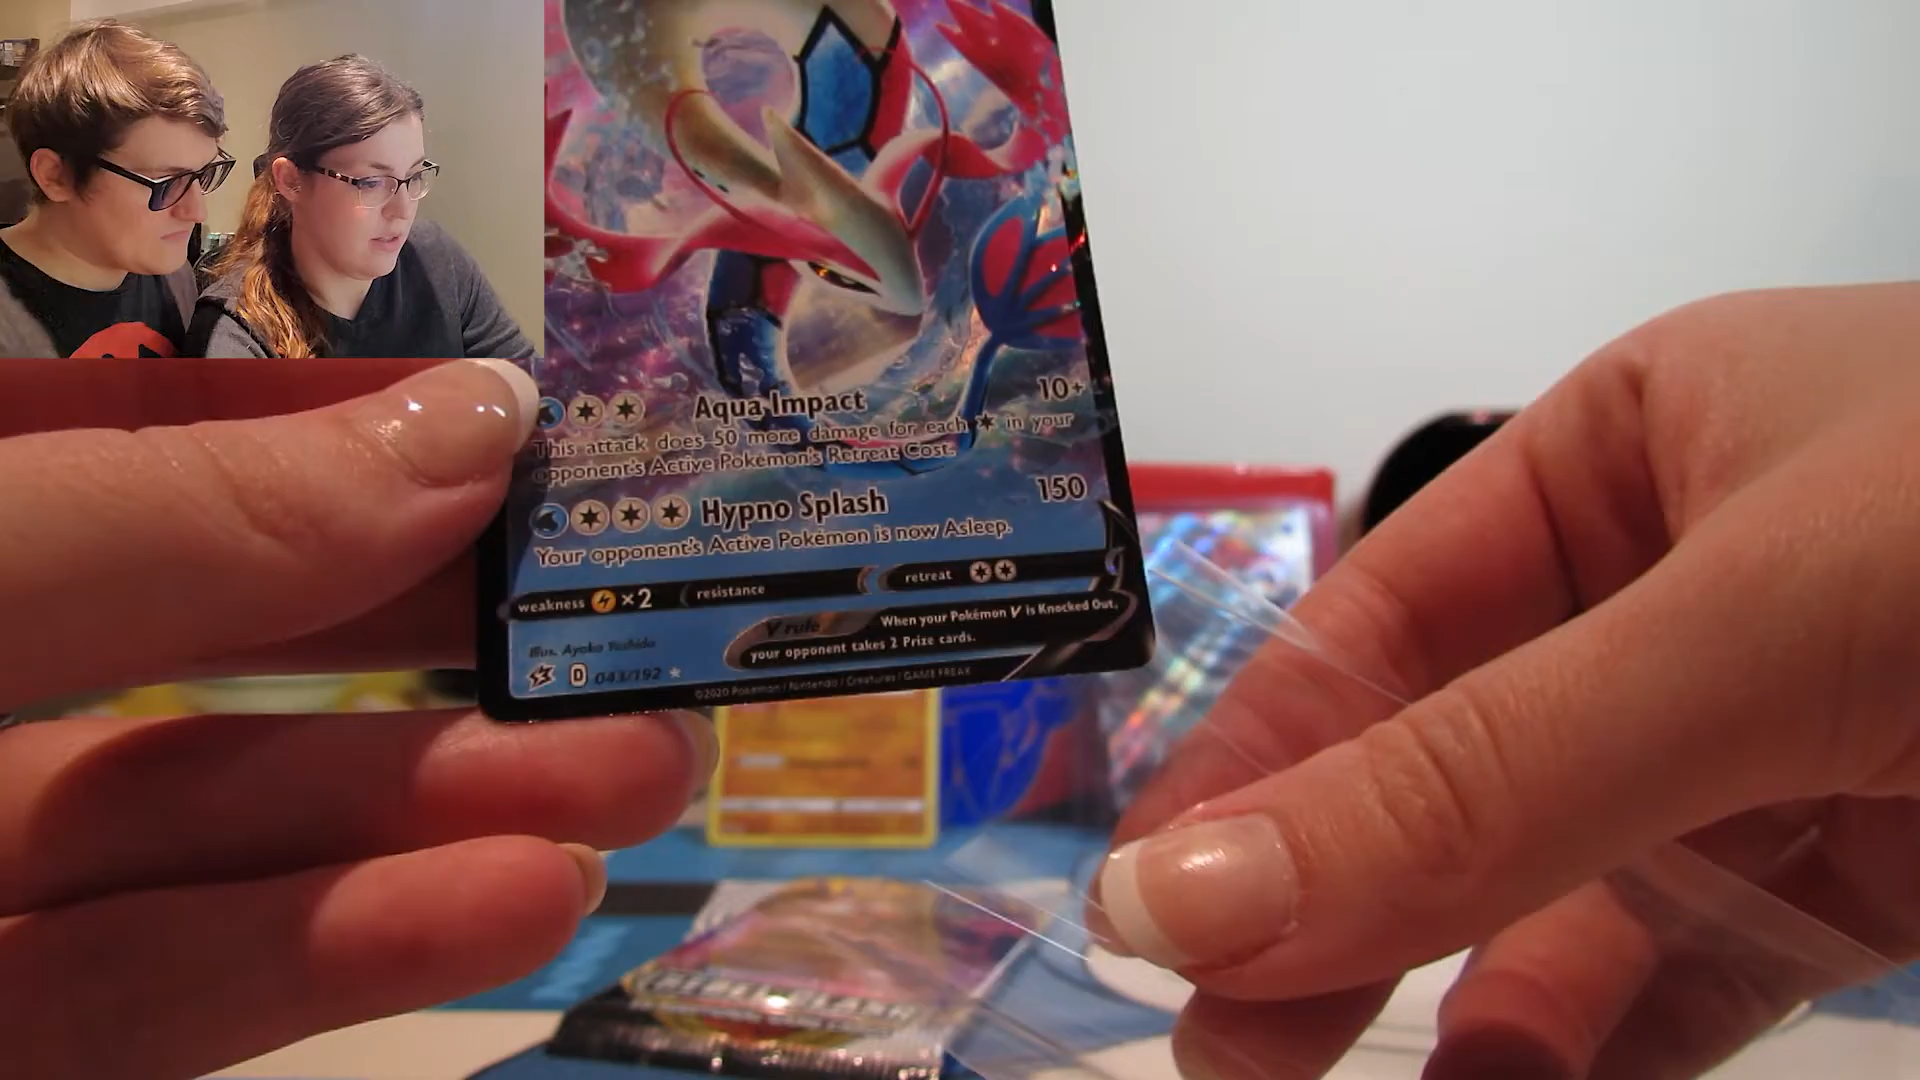 Aqua Impact 10+
This attack does 50 more damage for each in your
opponent's Active Pokémon's Retreat Cost.
Hypno Splash 150
Your opponent's Active Pokémon is now Asleep.
weakness ×2 resistance retreat
V rule When your Pokémon V is Knocked Out,
your opponent takes 2 Prize cards.
Illus. Ayaka Yoshida
D 043/192
©2020 Pokémon / Nintendo / Creatures / GAME FREAK
REBEL CLASH